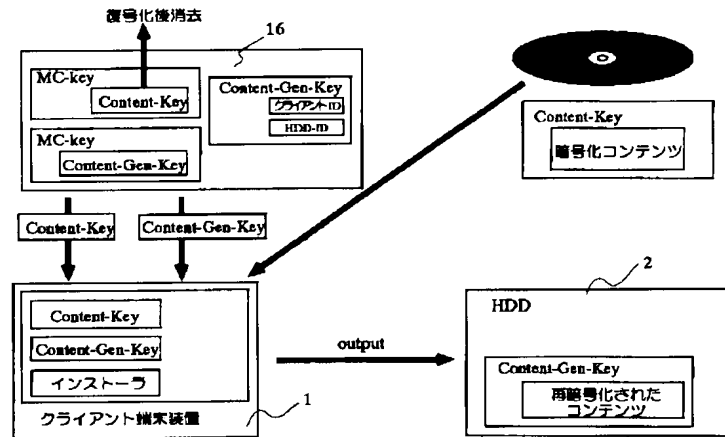 復号化後消去
16
MC-key
Content-Key
MC-key
Content-Gen-Key
Content-Gen-Key
クライアントID
HDD-ID
Content-Key
暗号化コンテンツ
Content-Key
Content-Gen-Key
Content-Key
Content-Gen-Key
インストーラ
クライアント端末装置
1
output
2
HDD
Content-Gen-Key
再暗号化された
コンテンツ